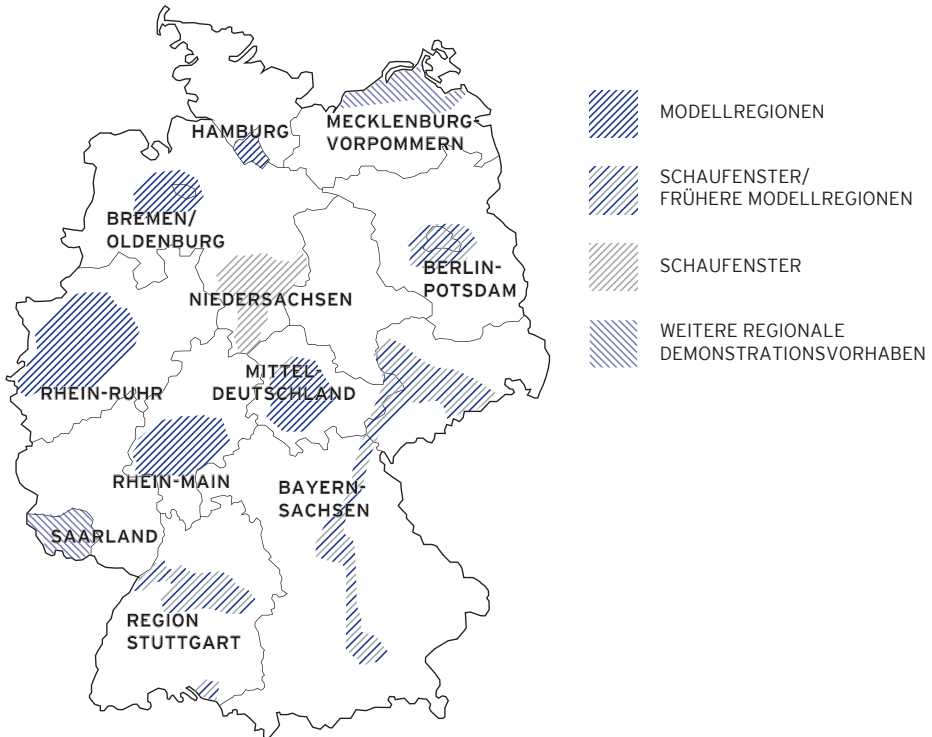 HAMBURG
MECKLENBURG-
VORPOMMERN
BREMEN/
OLDENBURG
BERLIN-
POTSDAM
NIEDERSACHSEN
MITTEL-
DEUTSCHLAND
RHEIN-RUHR
RHEIN-MAIN
BAYERN-
SACHSEN
SAARLAND
REGION
STUTTGART
MODELLREGIONEN
SCHAUFENSTER/
FRÜHERE MODELLREGIONEN
SCHAUFENSTER
WEITERE REGIONALE
DEMONSTRATIONSVORHABEN